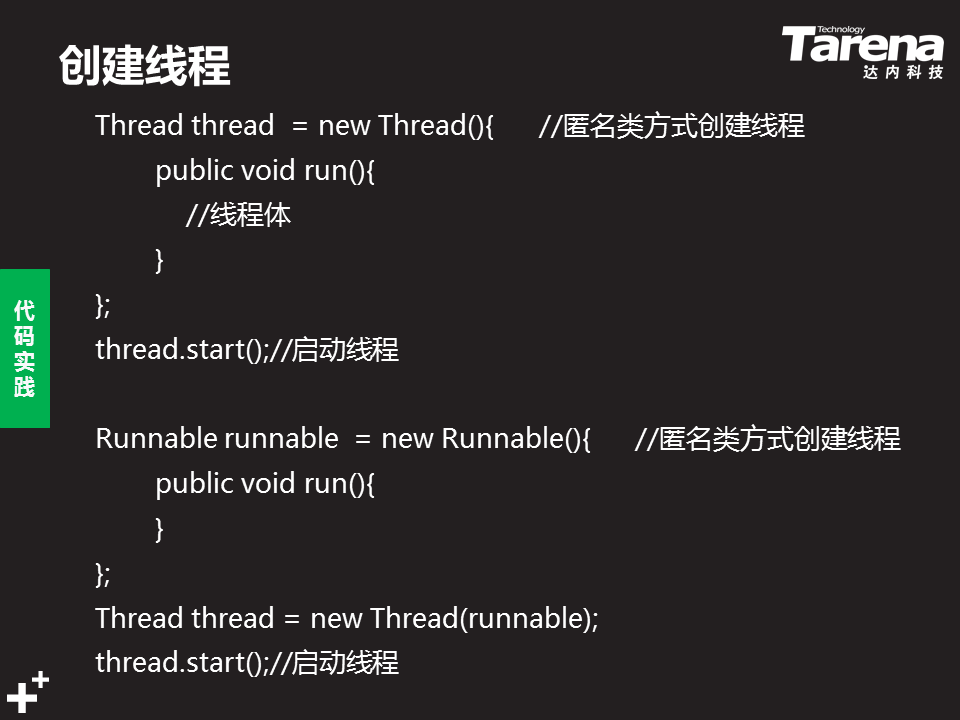 创建线程
Technology
Tarena
达内科技
Thread thread  = new Thread(){      //匿名类方式创建线程
        public void run(){
            //线程体
        }
};
thread.start();//启动线程
代码实践
Runnable runnable  = new Runnable(){      //匿名类方式创建线程
        public void run(){
        }
};
Thread thread = new Thread(runnable);
thread.start();//启动线程